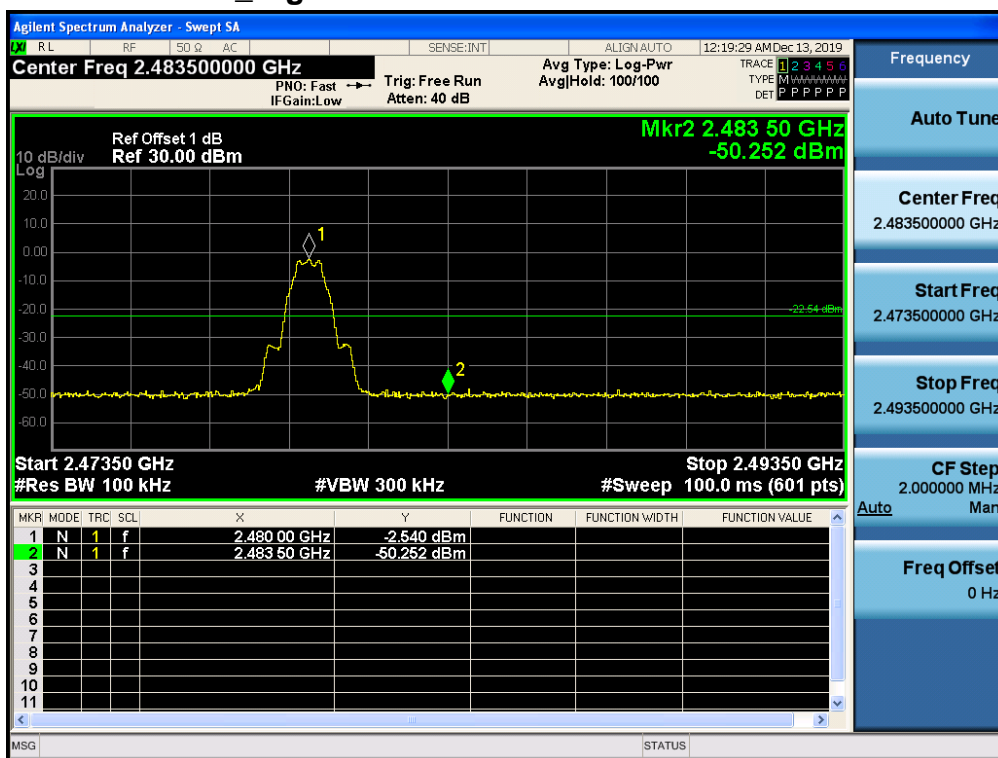 Agilent Spectrum Analyzer - Swept SA
LXI RL RF 50 Ω AC SENSE:INT ALIGN AUTO 12:19:29 AM Dec 13, 2019
Center Freq 2.483500000 GHz
PNO: Fast
IFGain:Low
Trig: Free Run
Atten: 40 dB
Avg Type: Log-Pwr
Avg|Hold: 100/100
TRACE 1 2 3 4 5 6
TYPE M
DET P P P P P P
Mkr2 2.483 50 GHz
-50.252 dBm
Ref Offset 1 dB
10 dB/div Ref 30.00 dBm
Log
20.0
10.0
0.00
-10.0
-20.0
-30.0
-40.0
-50.0
-60.0
1
-22.54 dBm
2
Start 2.47350 GHz Stop 2.49350 GHz
#Res BW 100 kHz #VBW 300 kHz #Sweep 100.0 ms (601 pts)
MKR MODE TRC SCL X Y FUNCTION FUNCTION WIDTH FUNCTION VALUE
1 N 1 f 2.480 00 GHz -2.540 dBm
2 N 1 f 2.483 50 GHz -50.252 dBm
3
4
5
6
7
8
9
10
11
MSG STATUS
Frequency
Auto Tune
Center Freq
2.483500000 GHz
Start Freq
2.473500000 GHz
Stop Freq
2.493500000 GHz
CF Step
2.000000 MHz
Auto Man
Freq Offset
0 Hz